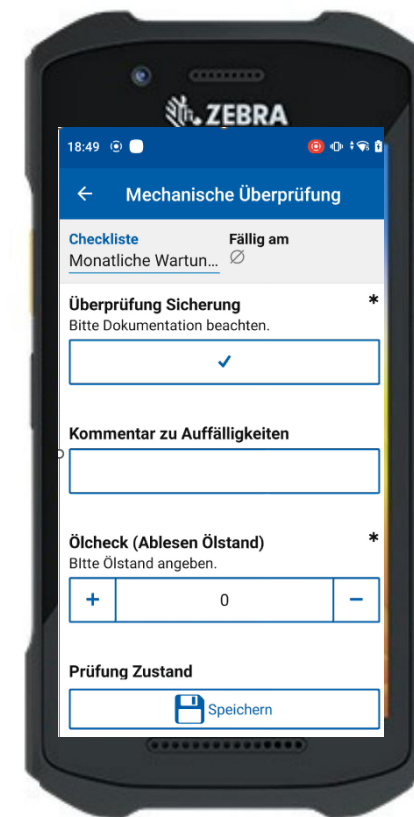 ZEBRA
18:49
Mechanische Überprüfung
Checkliste Fällig am
Monatliche Wartun... ∅
Überprüfung Sicherung *
Bitte Dokumentation beachten.
Kommentar zu Auffälligkeiten
Ölcheck (Ablesen Ölstand) *
BItte Ölstand angeben.
+ 0 −
Prüfung Zustand
Speichern